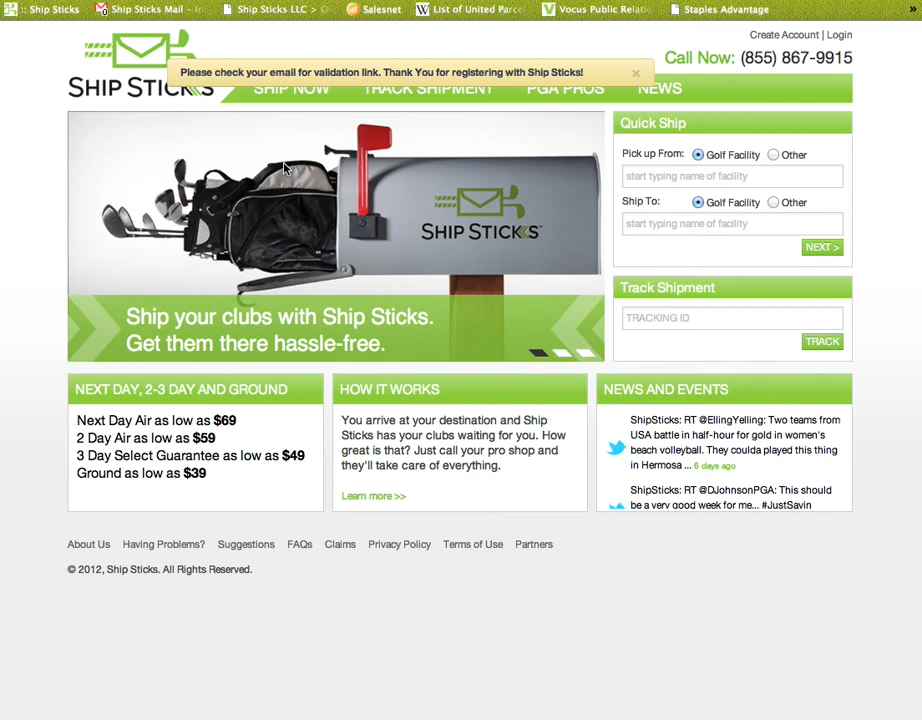 :: Ship Sticks Ship Sticks Mail - In Ship Sticks LLC > Salesnet List of United Parce Vocus Public Relati Staples Advantage »
Create Account | Login
Call Now: (855) 867-9915
SHIP STICKS
Please check your email for validation link. Thank You for registering with Ship Sticks! ×
SHIP NOW TRACK SHIPMENT PGA PROS NEWS
SHIP STICKS
Ship your clubs with Ship Sticks.
Get them there hassle-free.
Quick Ship
Pick up From: Golf Facility Other
start typing name of facility
Ship To: Golf Facility Other
start typing name of facility
NEXT >
Track Shipment
TRACKING ID
TRACK
NEXT DAY, 2-3 DAY AND GROUND
Next Day Air as low as $69
2 Day Air as low as $59
3 Day Select Guarantee as low as $49
Ground as low as $39
HOW IT WORKS
You arrive at your destination and Ship
Sticks has your clubs waiting for you. How
great is that? Just call your pro shop and
they'll take care of everything.
Learn more >>
NEWS AND EVENTS
ShipSticks: RT @EllingYelling: Two teams from
USA battle in half-hour for gold in women's
beach volleyball. They coulda played this thing
in Hermosa ... 6 days ago
ShipSticks: RT @DJohnsonPGA: This should
be a very good week for me... #JustSavin
About Us Having Problems? Suggestions FAQs Claims Privacy Policy Terms of Use Partners
© 2012, Ship Sticks. All Rights Reserved.